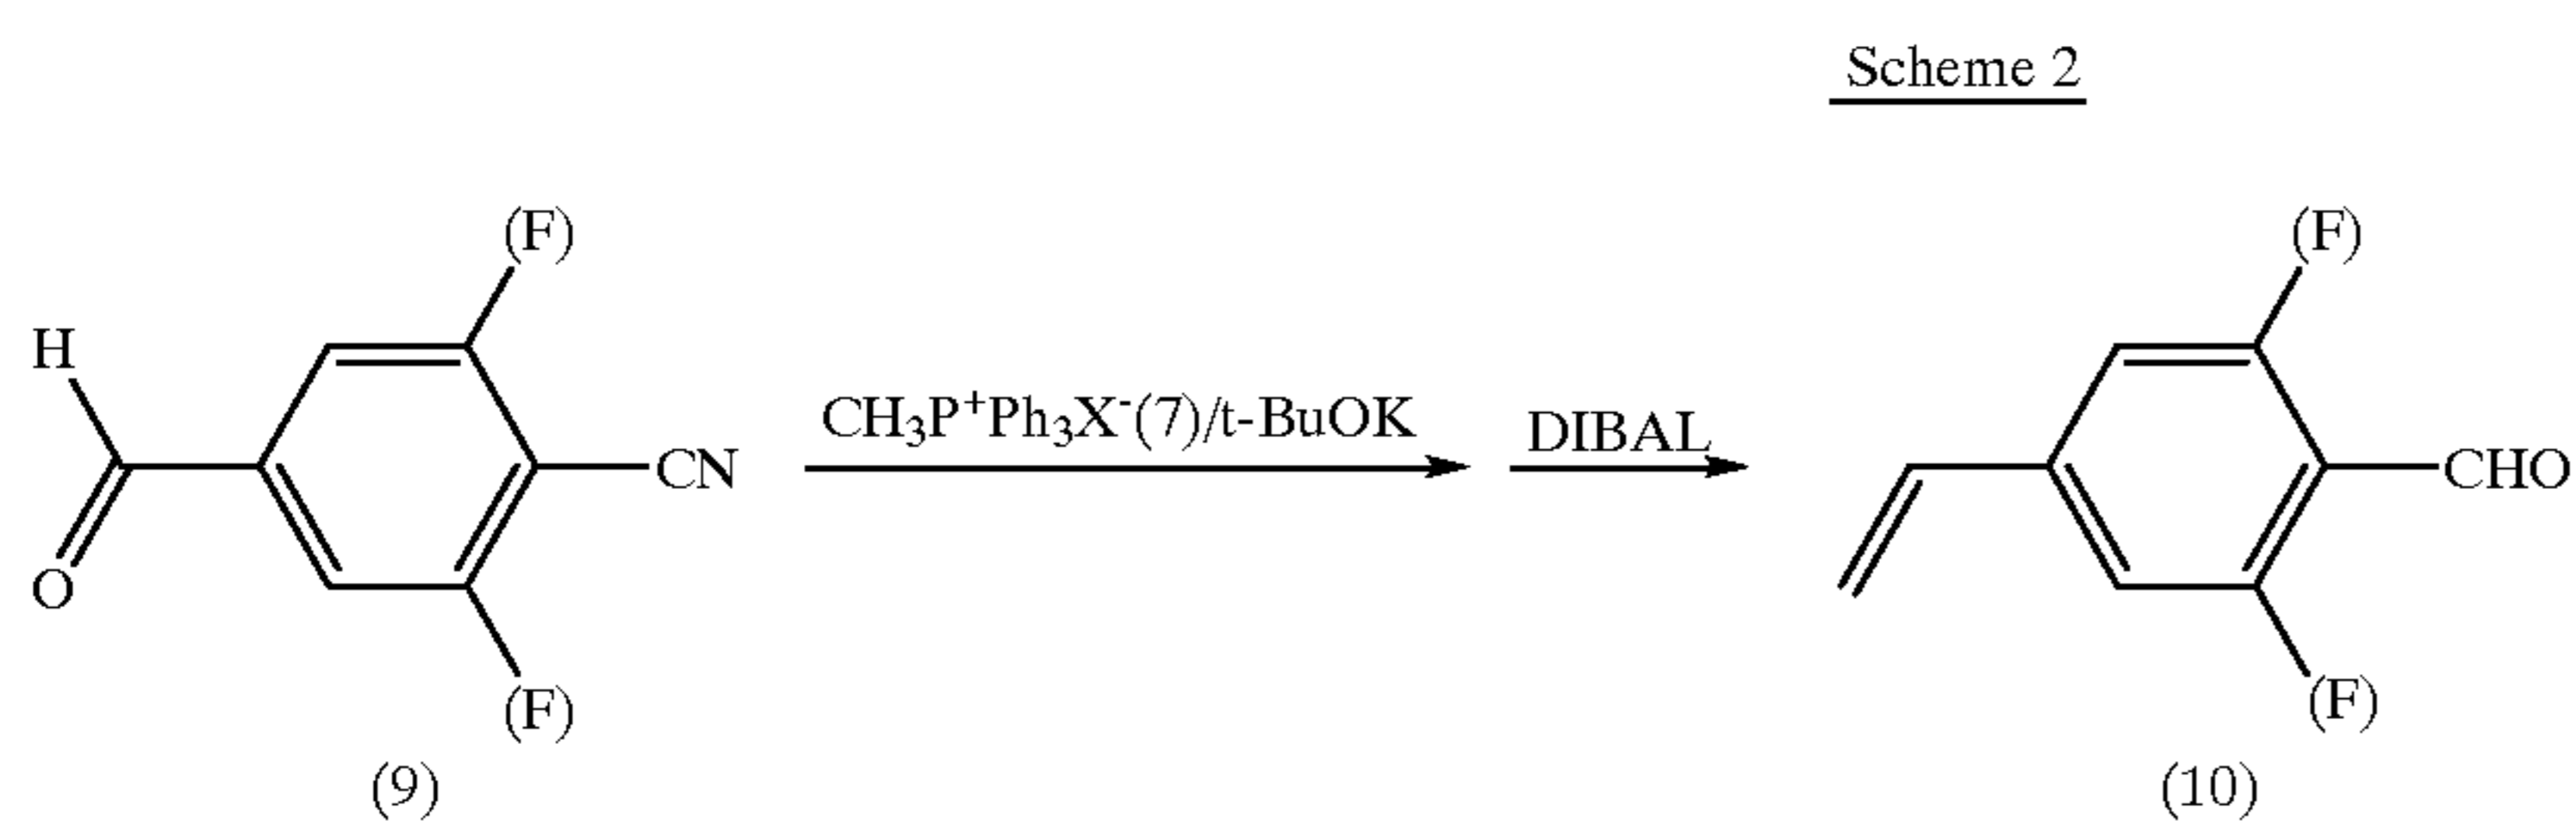 Scheme 2
(F)
(F)
H
CH₃P⁺Ph₃X⁻(7)/t-BuOK
DIBAL
CN
CHO
O
(F)
(F)
(9)
(10)